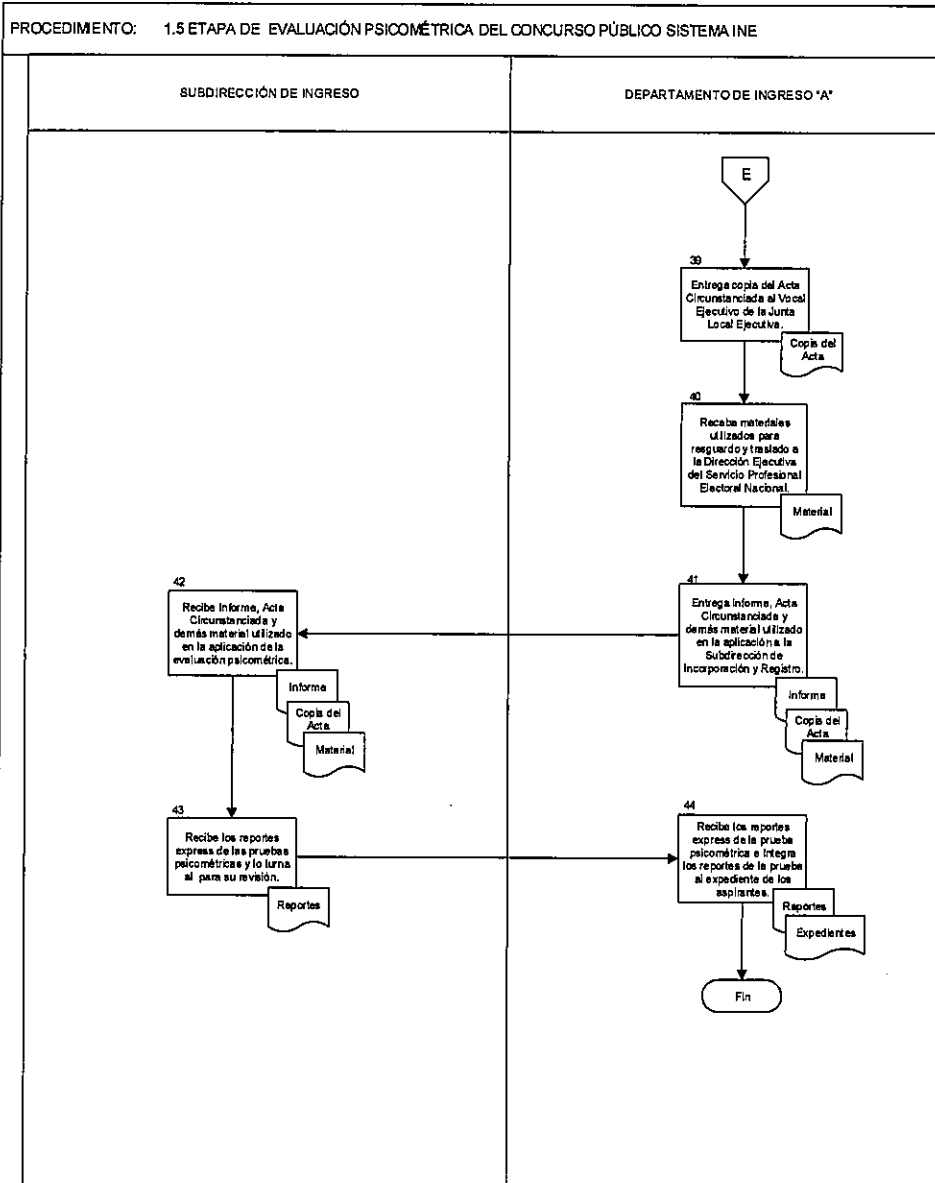 PROCEDIMIENTO: 1.5 ETAPA DE EVALUACIÓN PSICOMÉTRICA DEL CONCURSO PÚBLICO SISTEMA INE
SUBDIRECCIÓN DE INGRESO
DEPARTAMENTO DE INGRESO "A"
E
39
Entrega copia del Acta
Circunstanciada al Vocal
Ejecutivo de la Junta
Local Ejecutiva.
Copia del
Acta
40
Recaba materiales
utilizados para
resguardo y traslado a
la Dirección Ejecutiva
del Servicio Profesional
Electoral Nacional.
Material
41
Entrega Informe, Acta
Circunstanciada y
demás material utilizado
en la aplicación a la
Subdirección de
Incorporación y Registro.
Informe
Copia del
Acta
Material
42
Recibe Informe, Acta
Circunstanciada y
demás material utilizado
en la aplicación de la
evaluación psicométrica.
Informe
Copia del
Acta
Material
43
Recibe los reportes
express de las pruebas
psicométricas y lo turna
al para su revisión.
Reportes
44
Recibe los reportes
express de la prueba
psicométrica e integra
los reportes de la prueba
al expediente de los
aspirantes.
Reportes
Expedientes
Fin